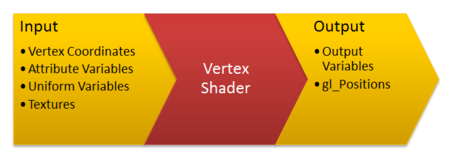 Input
• Vertex Coordinates
• Attribute Variables
• Uniform Variables
• Textures
Vertex
Shader
Output
• Output
Variables
• gl_Positions